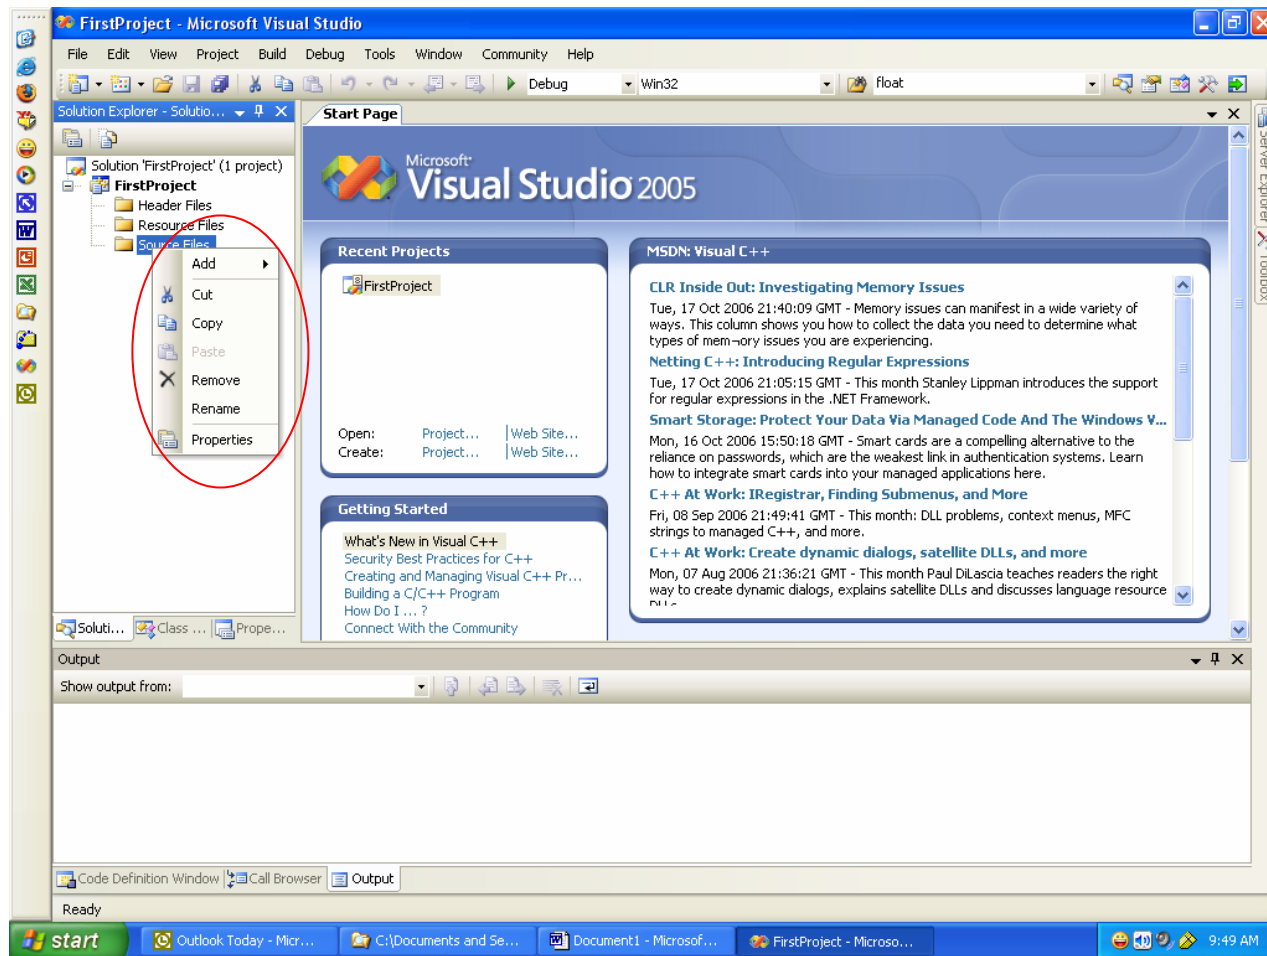 FirstProject - Microsoft Visual Studio
File Edit View Project Build Debug Tools Window Community Help
Debug Win32 float
Solution Explorer - Solutio...
Solution 'FirstProject' (1 project)
FirstProject
Header Files
Resource Files
Source Files
Add
Cut
Copy
Paste
Remove
Rename
Properties
Soluti... Class ... Prope...
Start Page
Microsoft
Visual Studio 2005
Recent Projects
FirstProject
Open: Project... Web Site...
Create: Project... Web Site...
Getting Started
What's New in Visual C++
Security Best Practices for C++
Creating and Managing Visual C++ Pr...
Building a C/C++ Program
How Do I ... ?
Connect With the Community
MSDN: Visual C++
CLR Inside Out: Investigating Memory Issues
Tue, 17 Oct 2006 21:40:09 GMT - Memory issues can manifest in a wide variety of
ways. This column shows you how to collect the data you need to determine what
types of mem¬ory issues you are experiencing.
Netting C++: Introducing Regular Expressions
Tue, 17 Oct 2006 21:05:15 GMT - This month Stanley Lippman introduces the support
for regular expressions in the .NET Framework.
Smart Storage: Protect Your Data Via Managed Code And The Windows V...
Mon, 16 Oct 2006 15:50:18 GMT - Smart cards are a compelling alternative to the
reliance on passwords, which are the weakest link in authentication systems. Learn
how to integrate smart cards into your managed applications here.
C++ At Work: IRegistrar, Finding Submenus, and More
Fri, 08 Sep 2006 21:49:41 GMT - This month: DLL problems, context menus, MFC
strings to managed C++, and more.
C++ At Work: Create dynamic dialogs, satellite DLLs, and more
Mon, 07 Aug 2006 21:36:21 GMT - This month Paul DiLascia teaches readers the right
way to create dynamic dialogs, explains satellite DLLs and discusses language resource
DLLs
Server Explorer
Toolbox
Output
Show output from:
Code Definition Window Call Browser Output
Ready
start Outlook Today - Micr... C:\Documents and Se... Document1 - Microsof... FirstProject - Microso... 9:49 AM